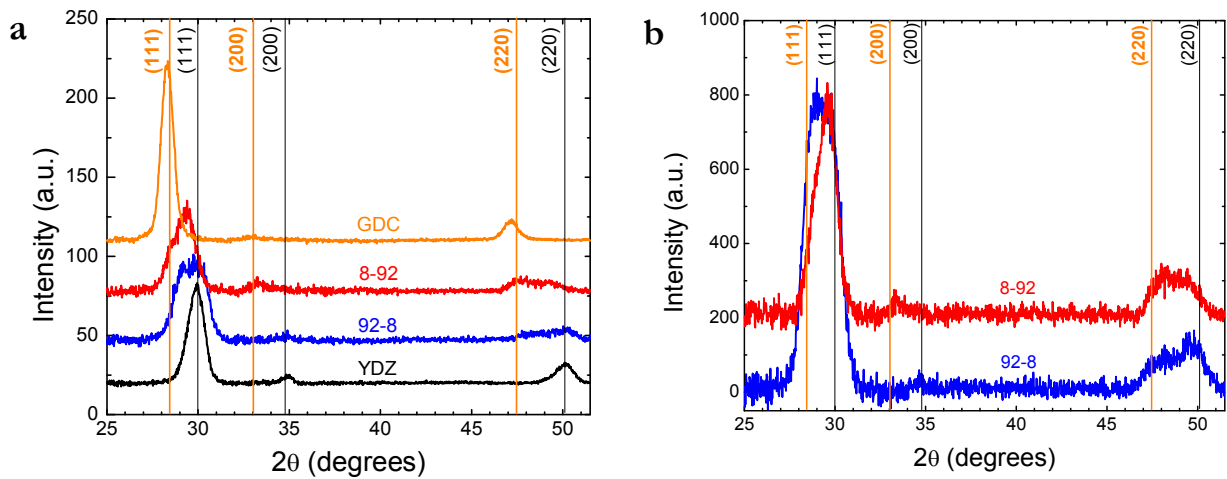 a
Intensity (a.u.)
250
200
150
100
50
0
(111)
(111)
(200)
(200)
(220)
(220)
GDC
8-92
92-8
YDZ
25 30 35 40 45 50
2θ (degrees)
b
Intensity (a.u.)
1000
800
600
400
200
0
(111)
(111)
(200)
(200)
(220)
(220)
8-92
92-8
25 30 35 40 45 50
2θ (degrees)